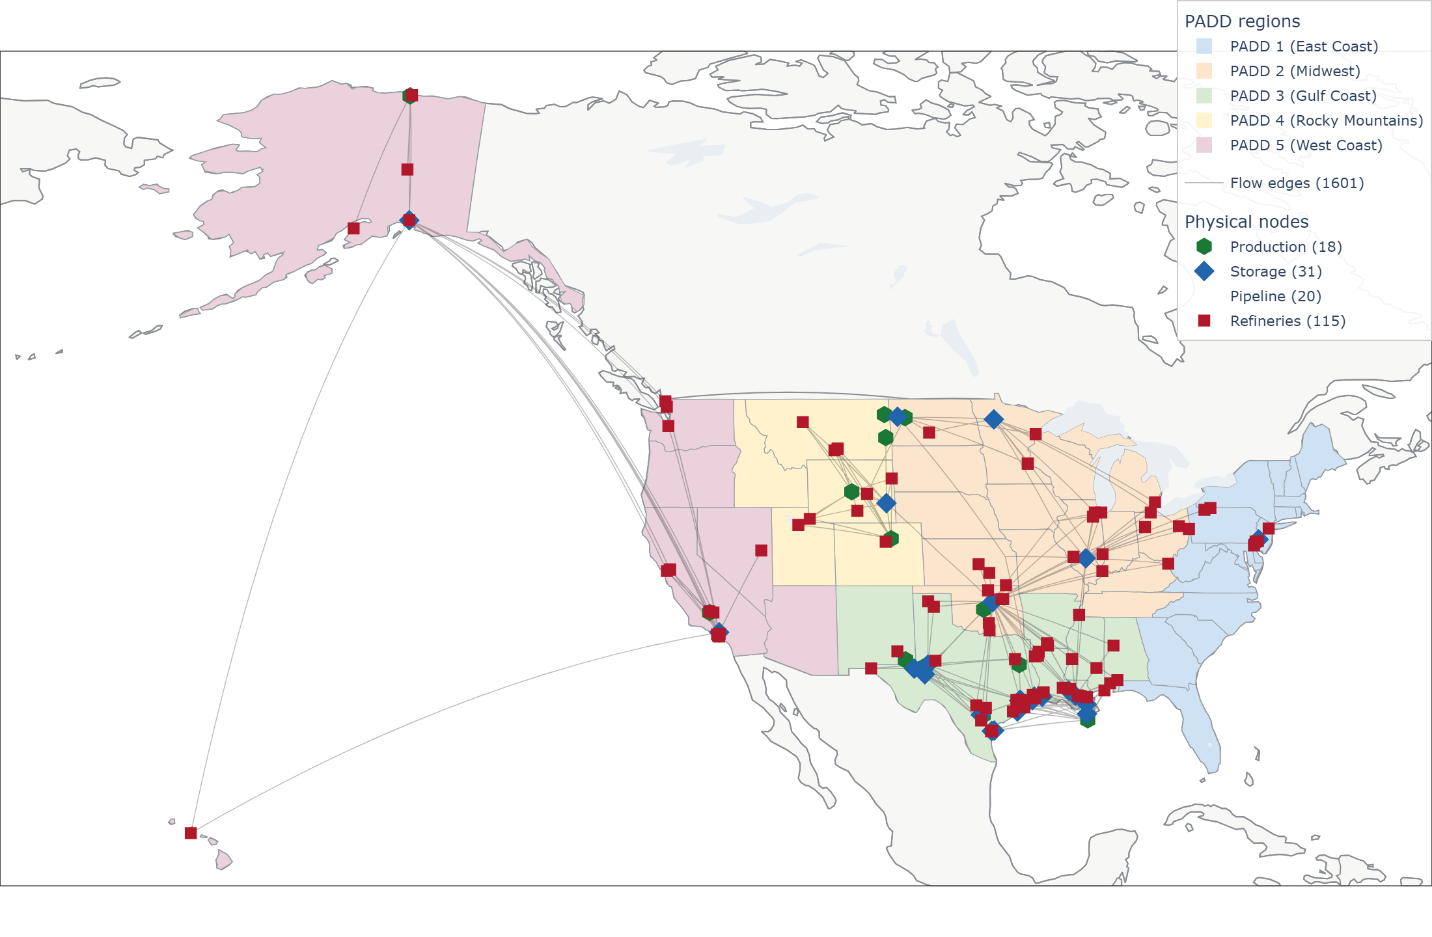 PADD regions
PADD 1 (East Coast)
PADD 2 (Midwest)
PADD 3 (Gulf Coast)
PADD 4 (Rocky Mountains)
PADD 5 (West Coast)
Flow edges (1601)
Physical nodes
Production (18)
Storage (31)
Pipeline (20)
Refineries (115)